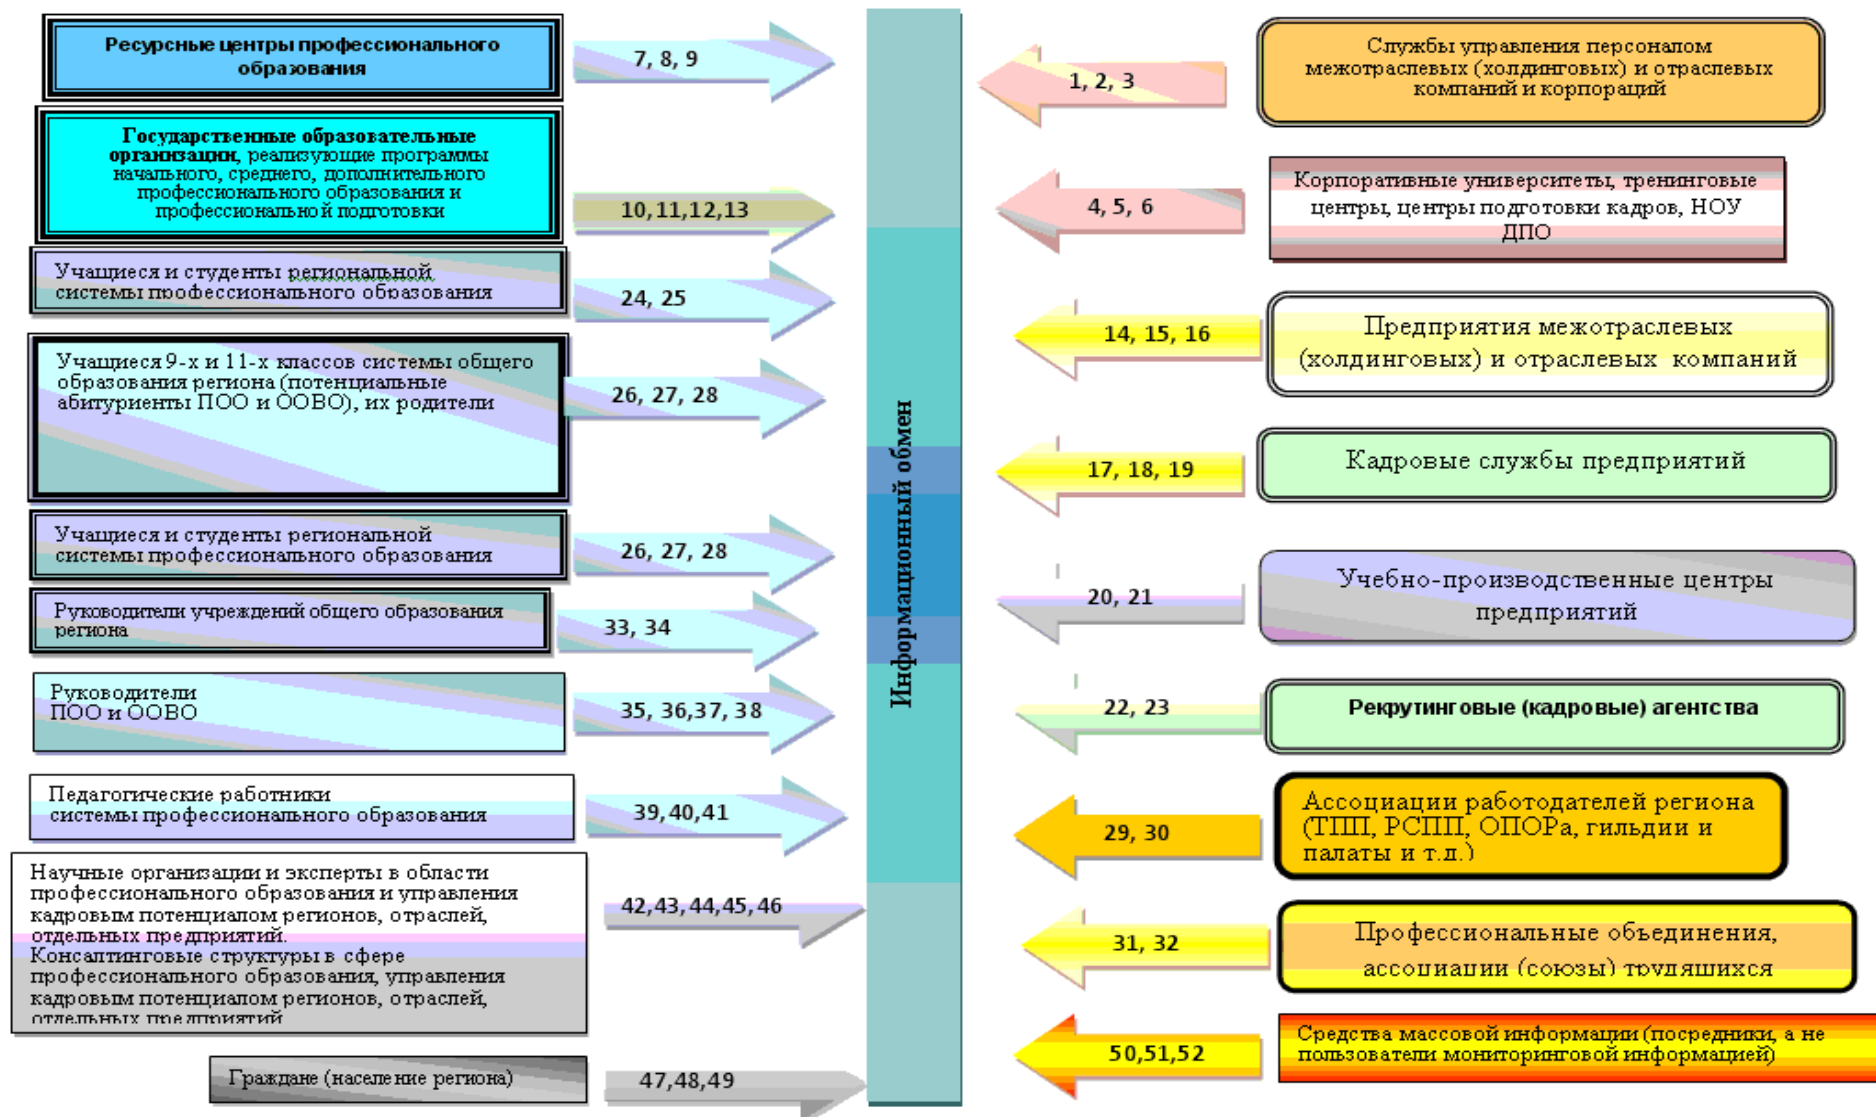 Ресурсные центры профессионального
образования
7, 8, 9
Государственные образовательные
организации, реализующие программы
начального, среднего, дополнительного
профессионального образования и
профессиональной подготовки
10,11,12,13
Учащиеся и студенты региональной
системы профессионального образования
24, 25
Учащиеся 9-х и 11-х классов системы общего
образования региона (потенциальные
абитуриенты ПОО и ООВО), их родители
26, 27, 28
Учащиеся и студенты региональной
системы профессионального образования
26, 27, 28
Руководители учреждений общего образования
региона
33, 34
Руководители
ПОО и ООВО
35, 36,37, 38
Педагогические работники
системы профессионального образования
39,40,41
Научные организации и эксперты в области
профессионального образования и управления
кадровым потенциалом регионов, отраслей,
отдельных предприятий.
Консалтинговые структуры в сфере
профессионального образования, управления
кадровым потенциалом регионов, отраслей,
отдельных предприятий
42,43,44,45,46
Граждане (население региона)
47,48,49
Информационный обмен
Службы управления персоналом
межотраслевых (холдинговых) и отраслевых
компаний и корпораций
1, 2, 3
Корпоративные университеты, тренинговые
центры, центры подготовки кадров, НОУ
ДПО
4, 5, 6
Предприятия межотраслевых
(холдинговых) и отраслевых компаний
14, 15, 16
Кадровые службы предприятий
17, 18, 19
Учебно-производственные центры
предприятий
20, 21
Рекрутинговые (кадровые) агентства
22, 23
Ассоциации работодателей региона
(ТПП, РСПП, ОПОРа, гильдии и
палаты и т.д.)
29, 30
Профессиональные объединения,
ассоциации (союзы) трудящихся
31, 32
Средства массовой информации (посредники, а не
пользователи мониторинговой информацией)
50,51,52